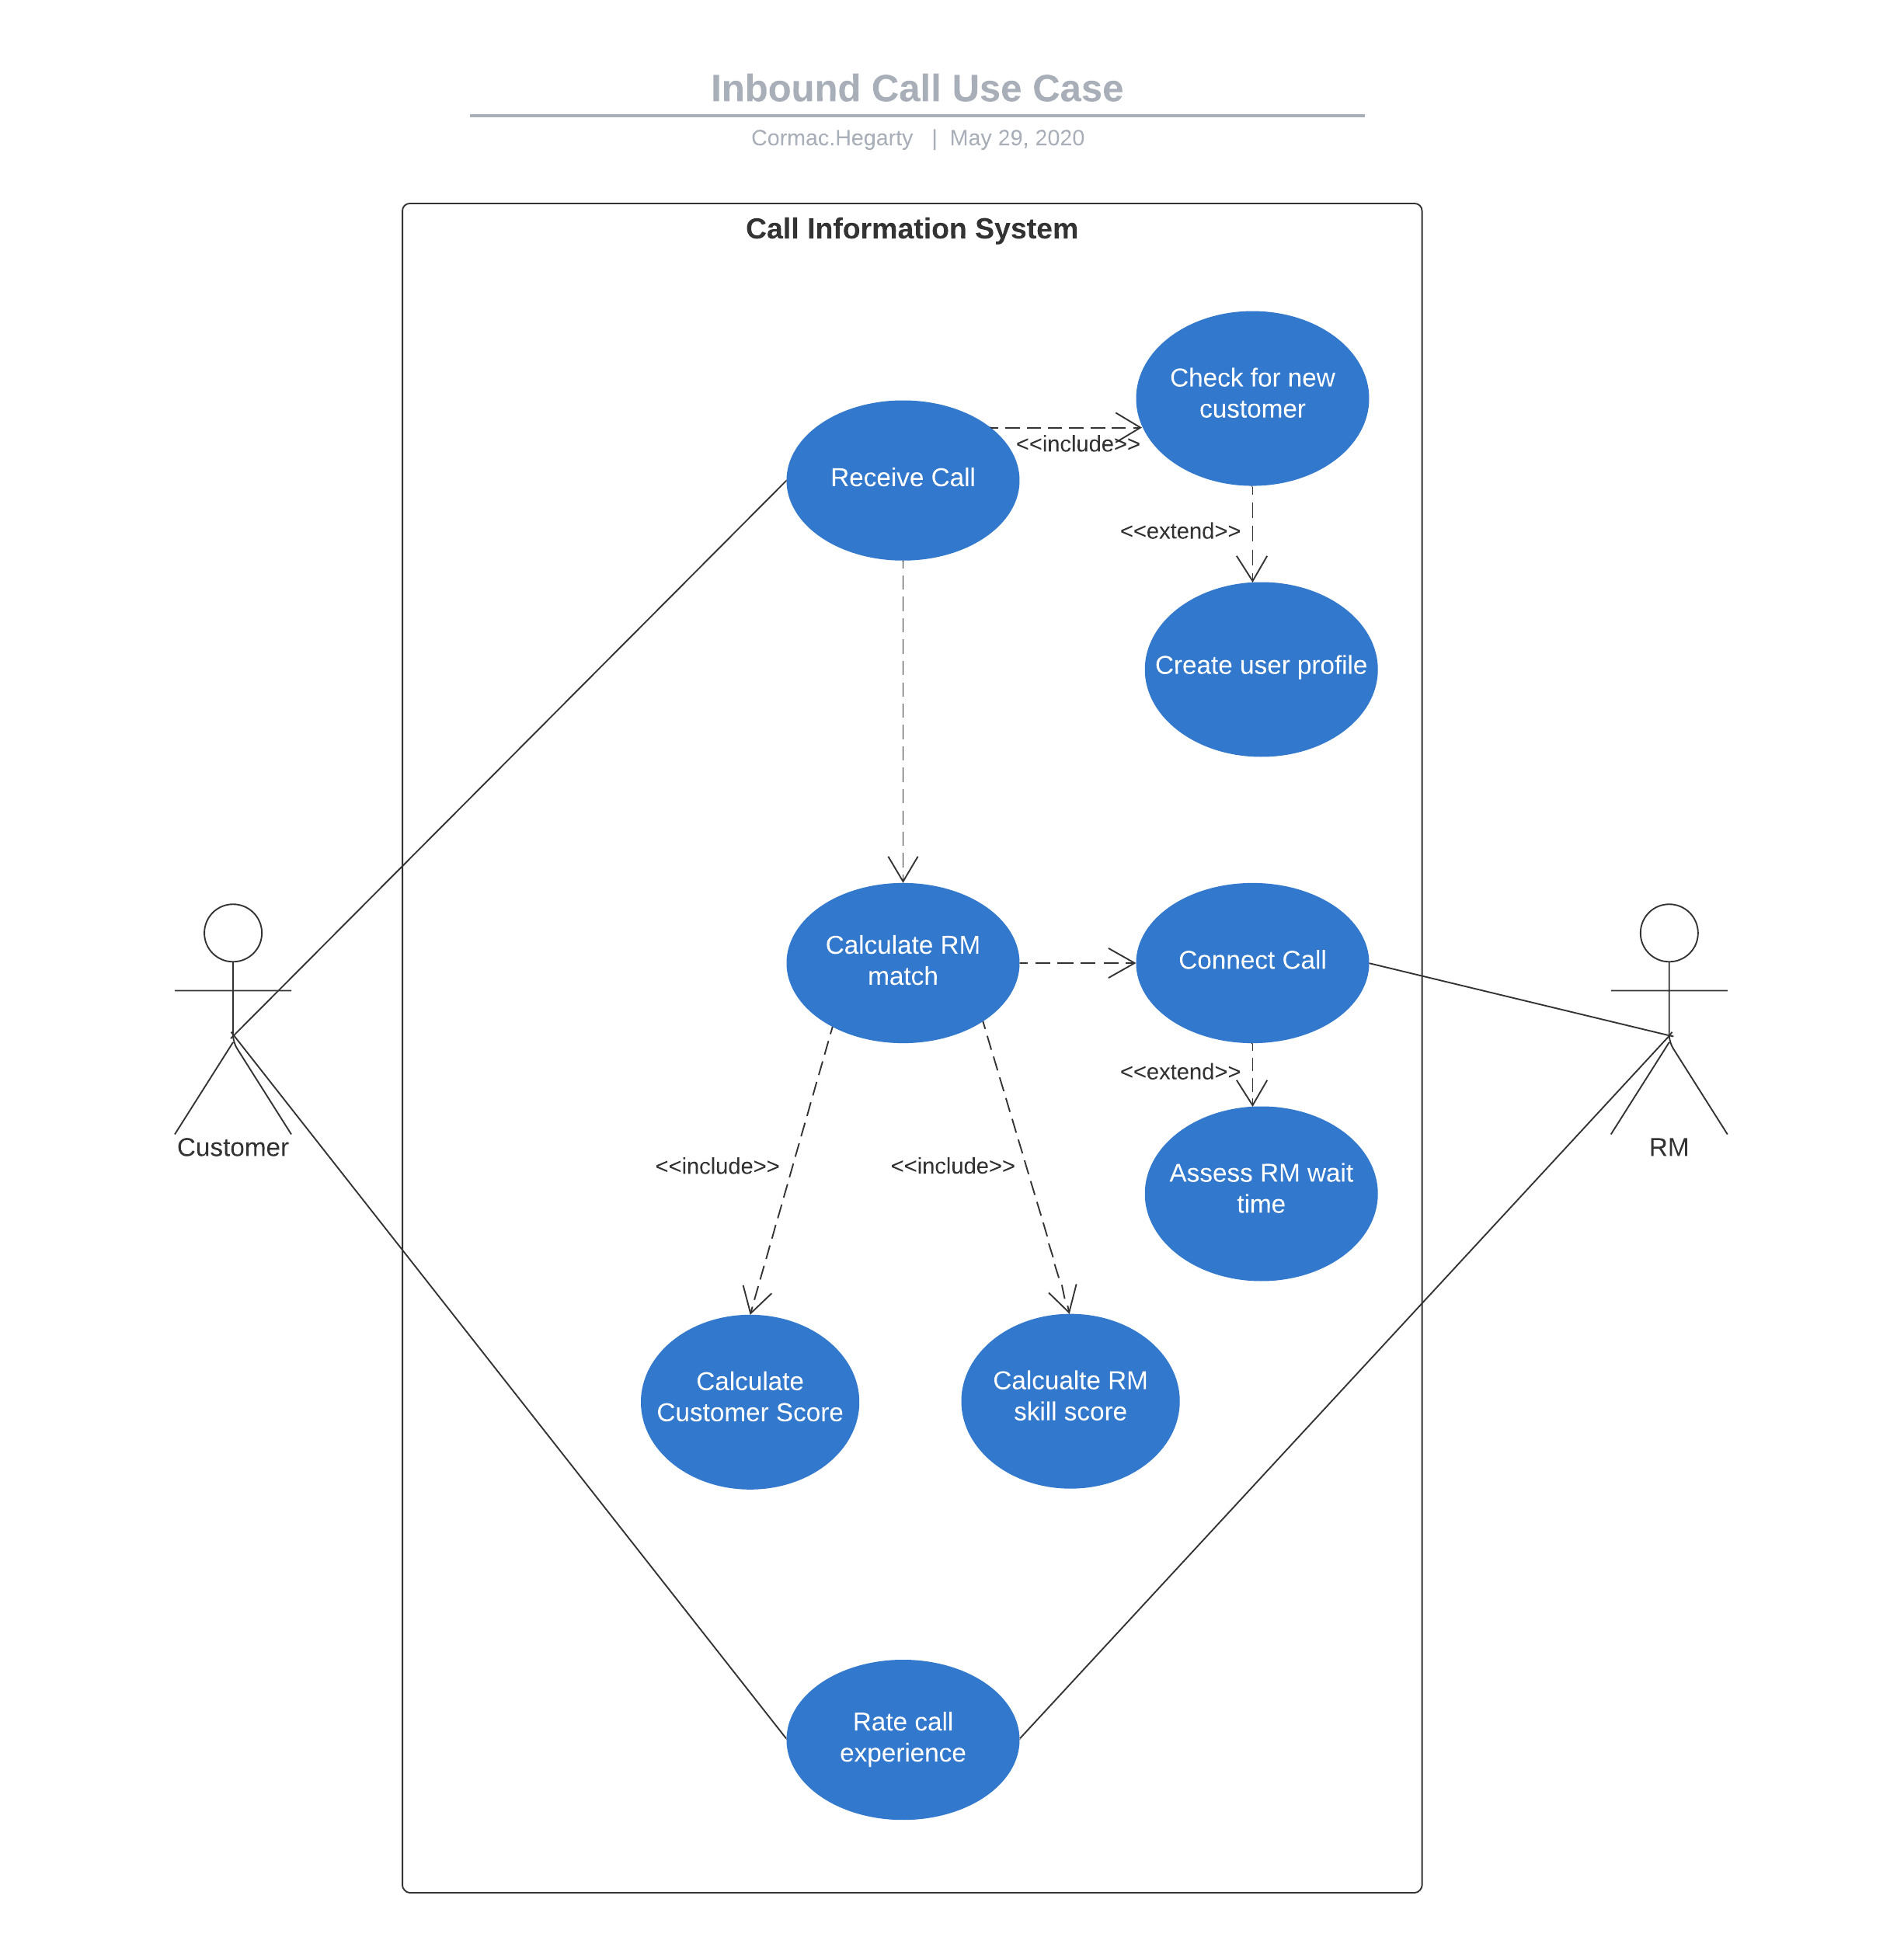 Inbound Call Use Case
Cormac.Hegarty | May 29, 2020
Call Information System
Check for new
customer
<<include>>
Receive Call
<<extend>>
Create user profile
Calculate RM
match
Connect Call
<<extend>>
Customer
RM
<<include>>
<<include>>
Assess RM wait
time
Calculate
Customer Score
Calcualte RM
skill score
Rate call
experience